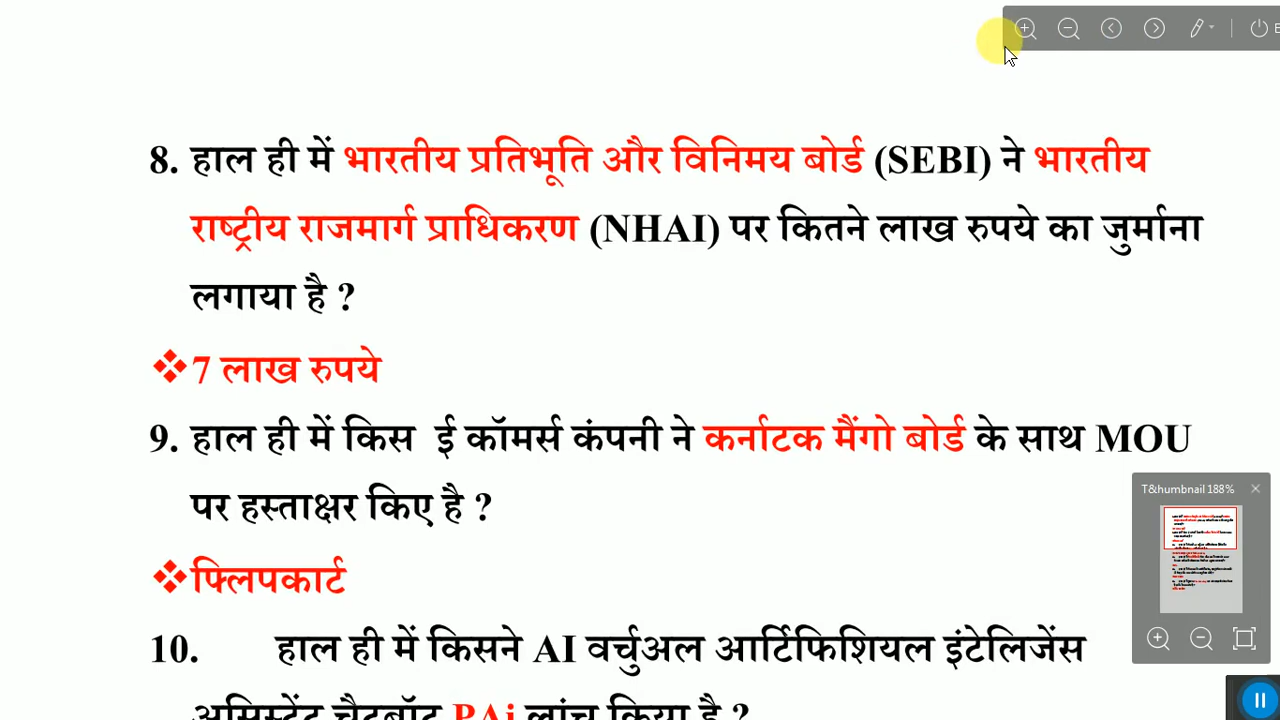 8. हाल ही में भारतीय प्रतिभूति और विनिमय बोर्ड (SEBI) ने भारतीय
राष्ट्रीय राजमार्ग प्राधिकरण (NHAI) पर कितने लाख रुपये का जुर्माना
लगाया है ?
❖7 लाख रुपये
9. हाल ही में किस ई कॉमर्स कंपनी ने कर्नाटक मैंगो बोर्ड के साथ MOU
पर हस्ताक्षर किए है ?
T&thumbnail 188%
❖फ्लिपकार्ट
10. हाल ही में किसने AI वर्चुअल आर्टिफिशियल इंटेलिजेंस
असिस्टेंट चैटबॉट PAi लांच किया है ?